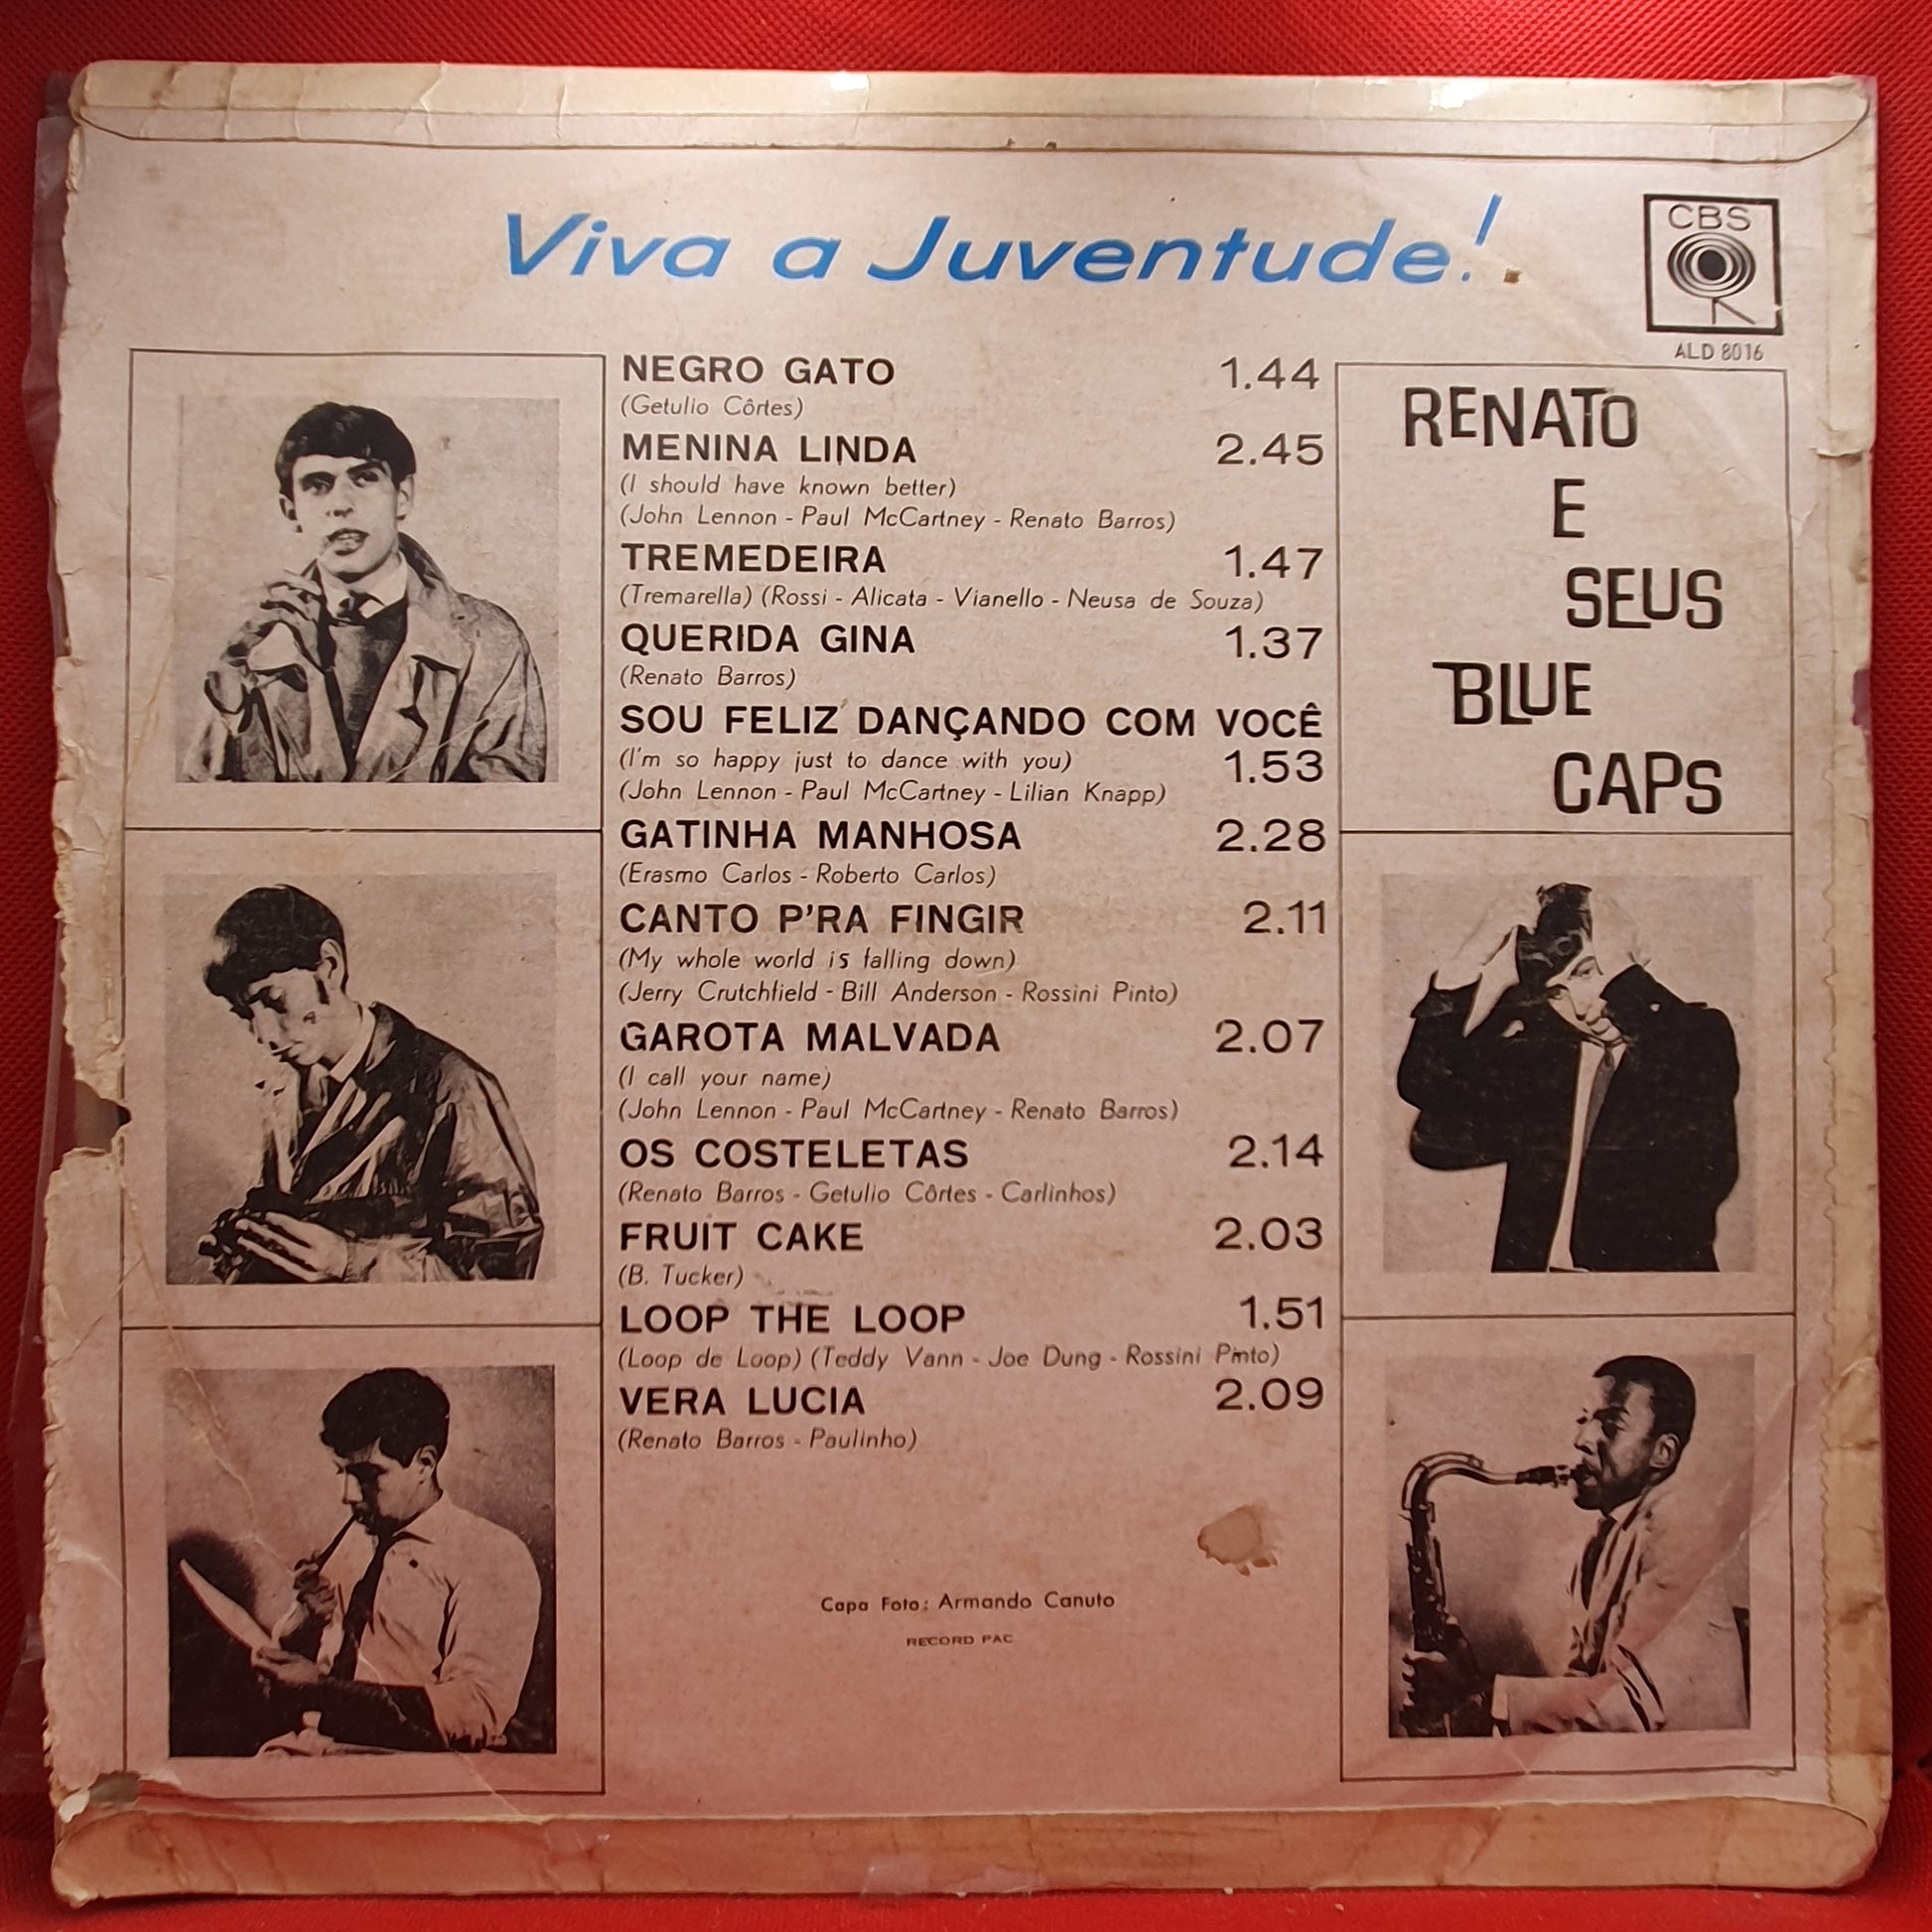 Viva a Juventude!
CBS
ALD 8016
NEGRO GATO 1.44
(Getulio Côrtes)
MENINA LINDA 2.45
(I should have known better)
(John Lennon - Paul McCartney - Renato Barros)
TREMEDEIRA 1.47
(Tremarella) (Rossi - Alicata - Vianello - Neusa de Souza)
QUERIDA GINA 1.37
(Renato Barros)
SOU FELIZ DANÇANDO COM VOCÊ
(I'm so happy just to dance with you) 1.53
(John Lennon - Paul McCartney - Lilian Knapp)
GATINHA MANHOSA 2.28
(Erasmo Carlos - Roberto Carlos)
CANTO P'RA FINGIR 2.11
(My whole world is falling down)
(Jerry Crutchfield - Bill Anderson - Rossini Pinto)
GAROTA MALVADA 2.07
(I call your name)
(John Lennon - Paul McCartney - Renato Barros)
OS COSTELETAS 2.14
(Renato Barros - Getulio Côrtes - Carlinhos)
FRUIT CAKE 2.03
(B. Tucker)
LOOP THE LOOP 1.51
(Loop de Loop) (Teddy Vann - Joe Dung - Rossini Pinto)
VERA LUCIA 2.09
(Renato Barros - Paulinho)
RENATO
E
SEUS
BLUE
CAPS
Capa Foto: Armando Canuto
RECORD PAC